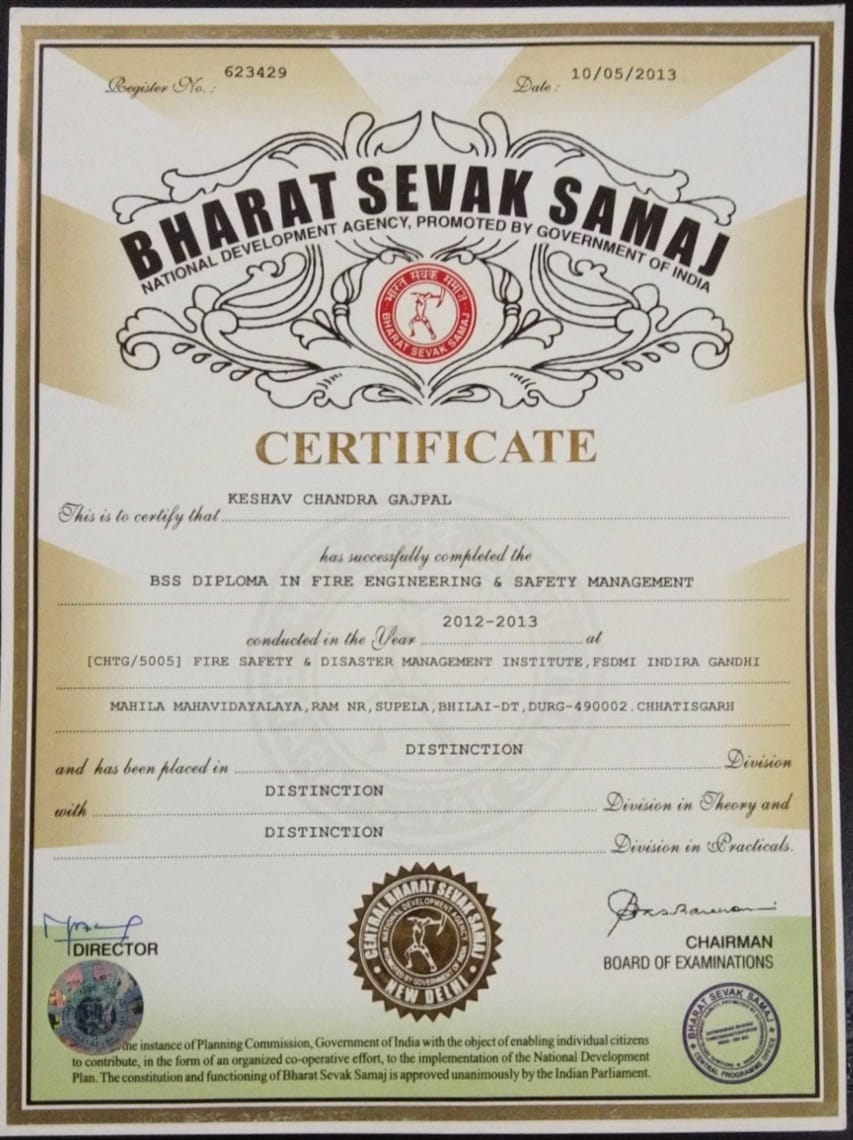 Register No. : 623429
Date : 10/05/2013
BHARAT SEVAK SAMAJ
NATIONAL DEVELOPMENT AGENCY, PROMOTED BY GOVERNMENT OF INDIA
भारत सेवक समाज
BHARAT SEVAK SAMAJ
CERTIFICATE
This is to certify that KESHAV CHANDRA GAJPAL
has successfully completed the
BSS DIPLOMA IN FIRE ENGINEERING & SAFETY MANAGEMENT
conducted in the Year 2012-2013 at
[CHTG/5005] FIRE SAFETY & DISASTER MANAGEMENT INSTITUTE,FSDMI INDIRA GANDHI
MAHILA MAHAVIDAYALAYA,RAM NR,SUPELA,BHILAI-DT,DURG-490002.CHHATISGARH
and has been placed in DISTINCTION Division
with DISTINCTION Division in Theory and
DISTINCTION Division in Practicals.
DIRECTOR
CENTRAL BHARAT SEVAK SAMAJ
NATIONAL DEVELOPMENT AGENCY
PROMOTED BY GOVERNMENT OF INDIA
NEW DELHI
CHAIRMAN
BOARD OF EXAMINATIONS
BHARAT SEVAK SAMAJ
CENTRAL PROGRAMME OFFICE
the instance of Planning Commission, Government of India with the object of enabling individual citizens
to contribute, in the form of an organized co-operative effort, to the implementation of the National Development
Plan. The constitution and functioning of Bharat Sevak Samaj is approved unanimously by the Indian Parliament.